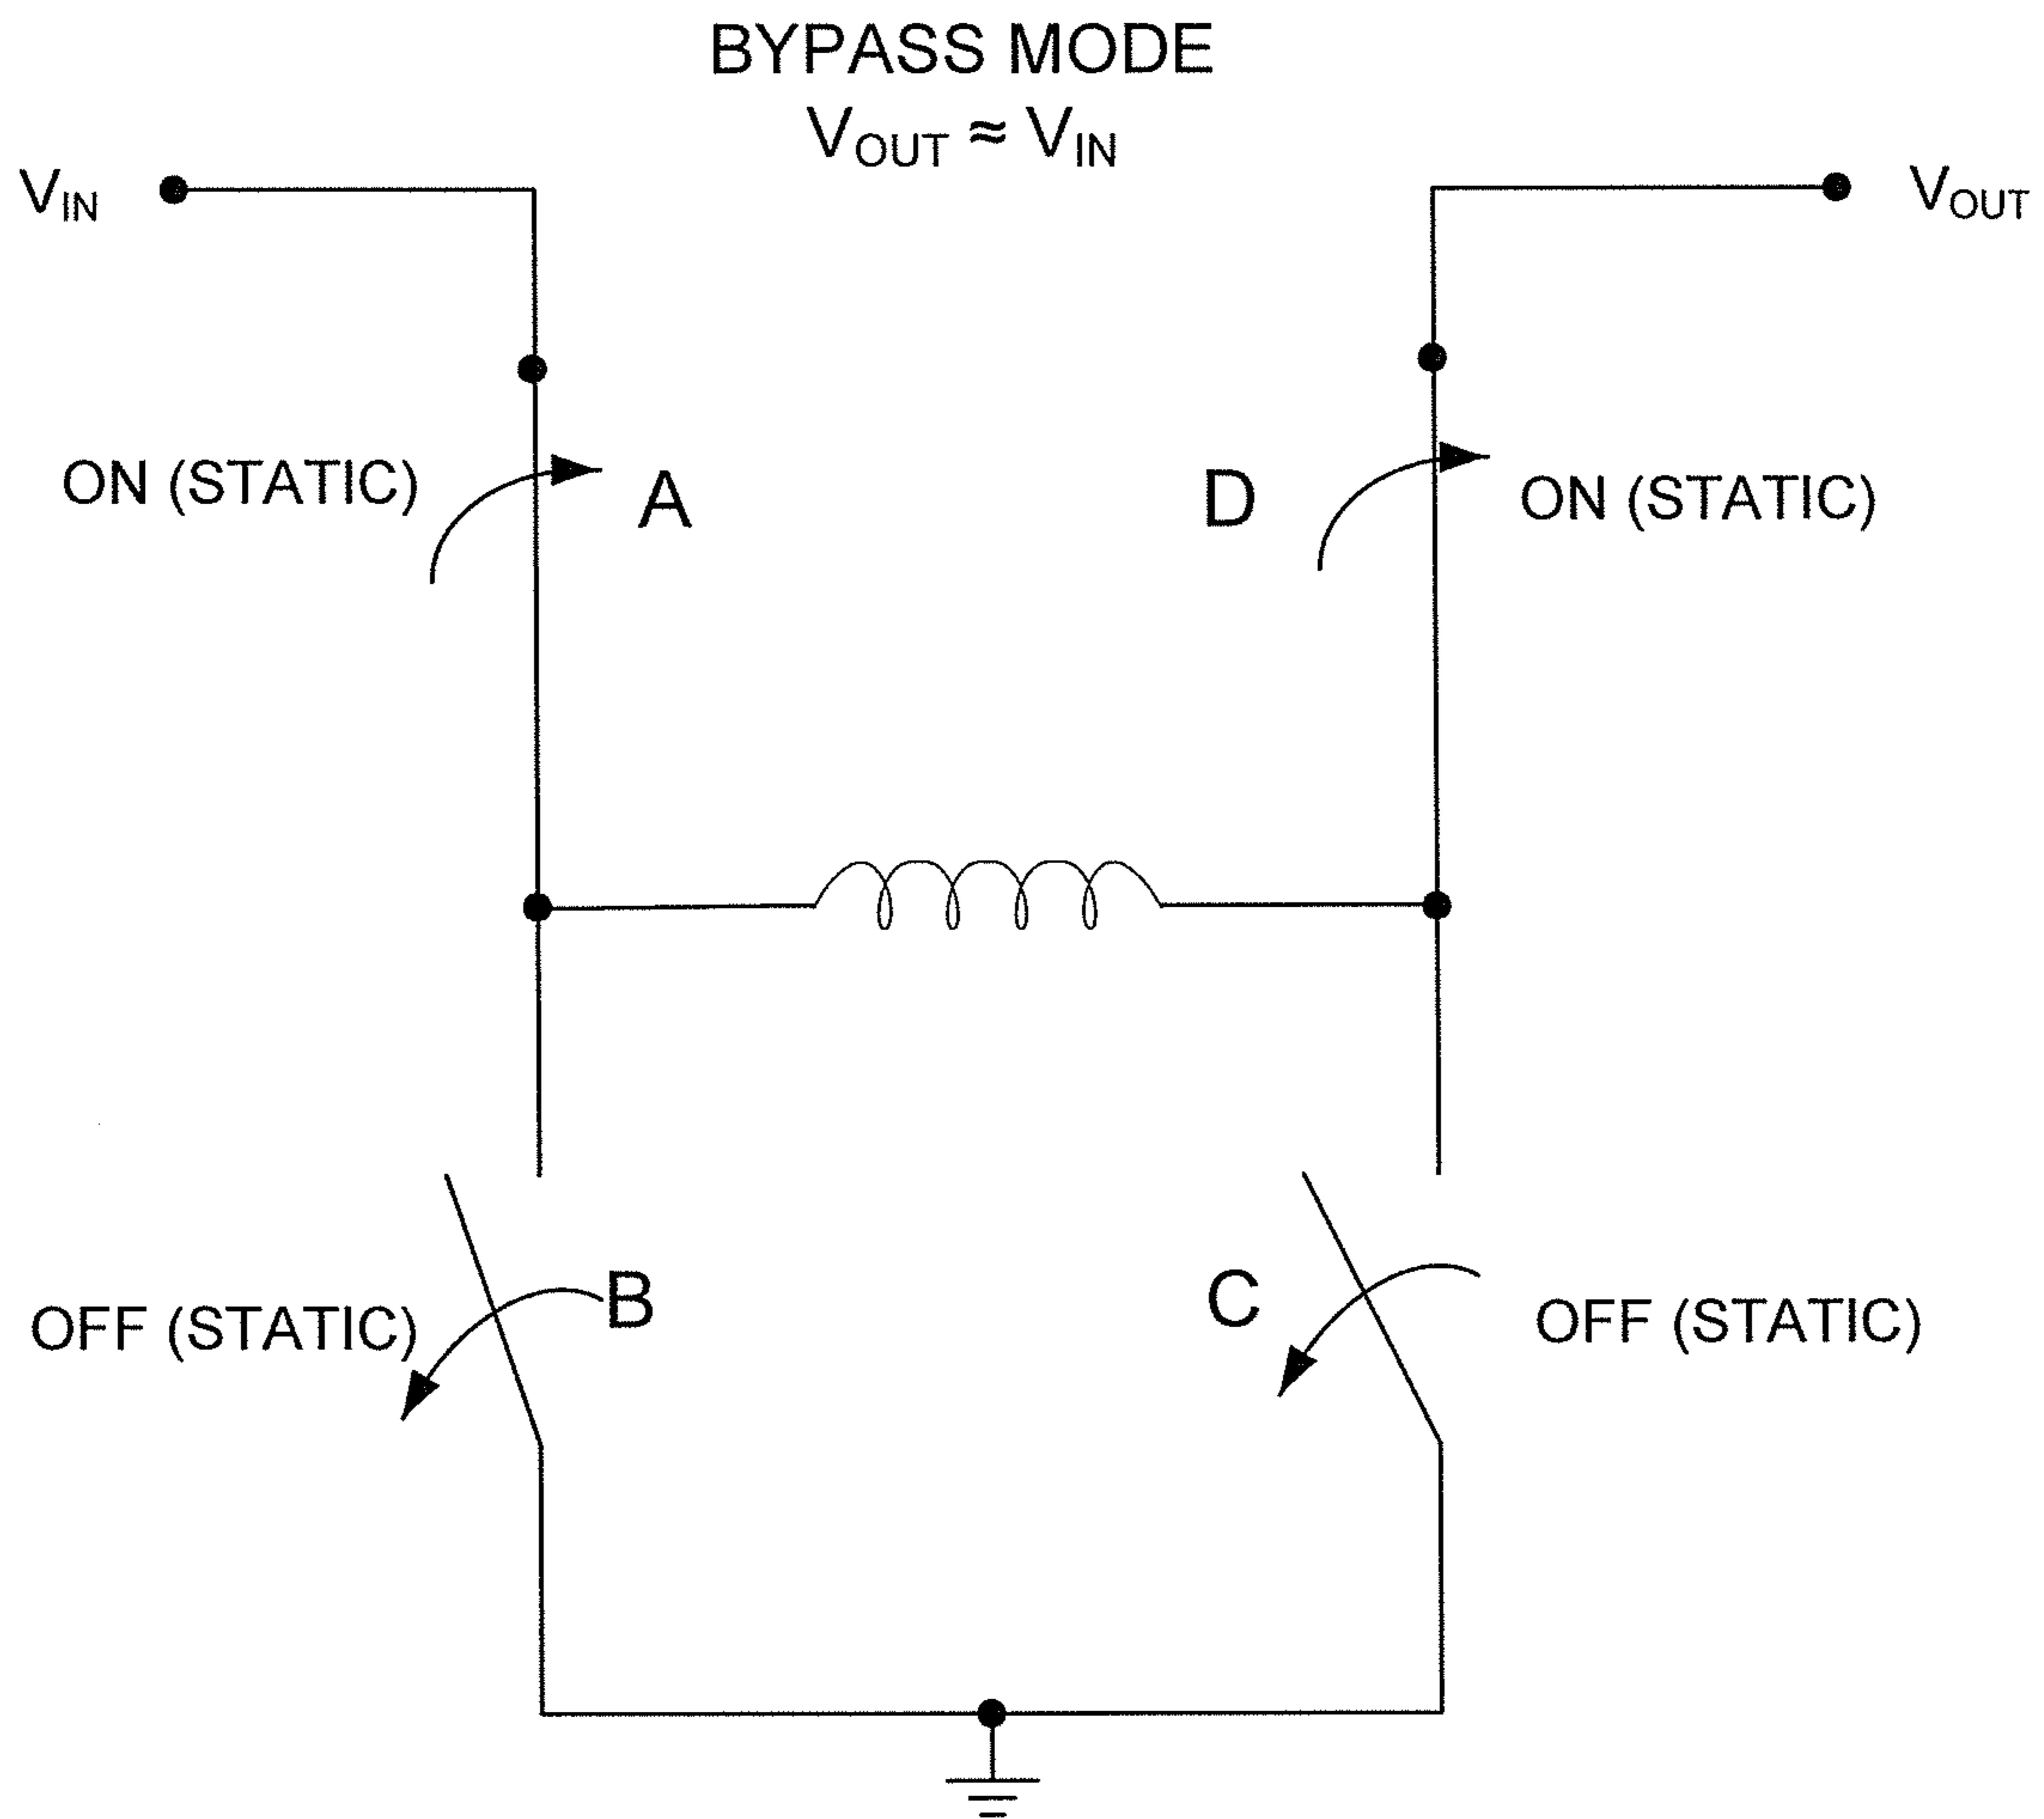 BYPASS MODE
VOUT ≈ VIN
VIN
VOUT
ON (STATIC)
A
D
ON (STATIC)
OFF (STATIC)
B
C
OFF (STATIC)